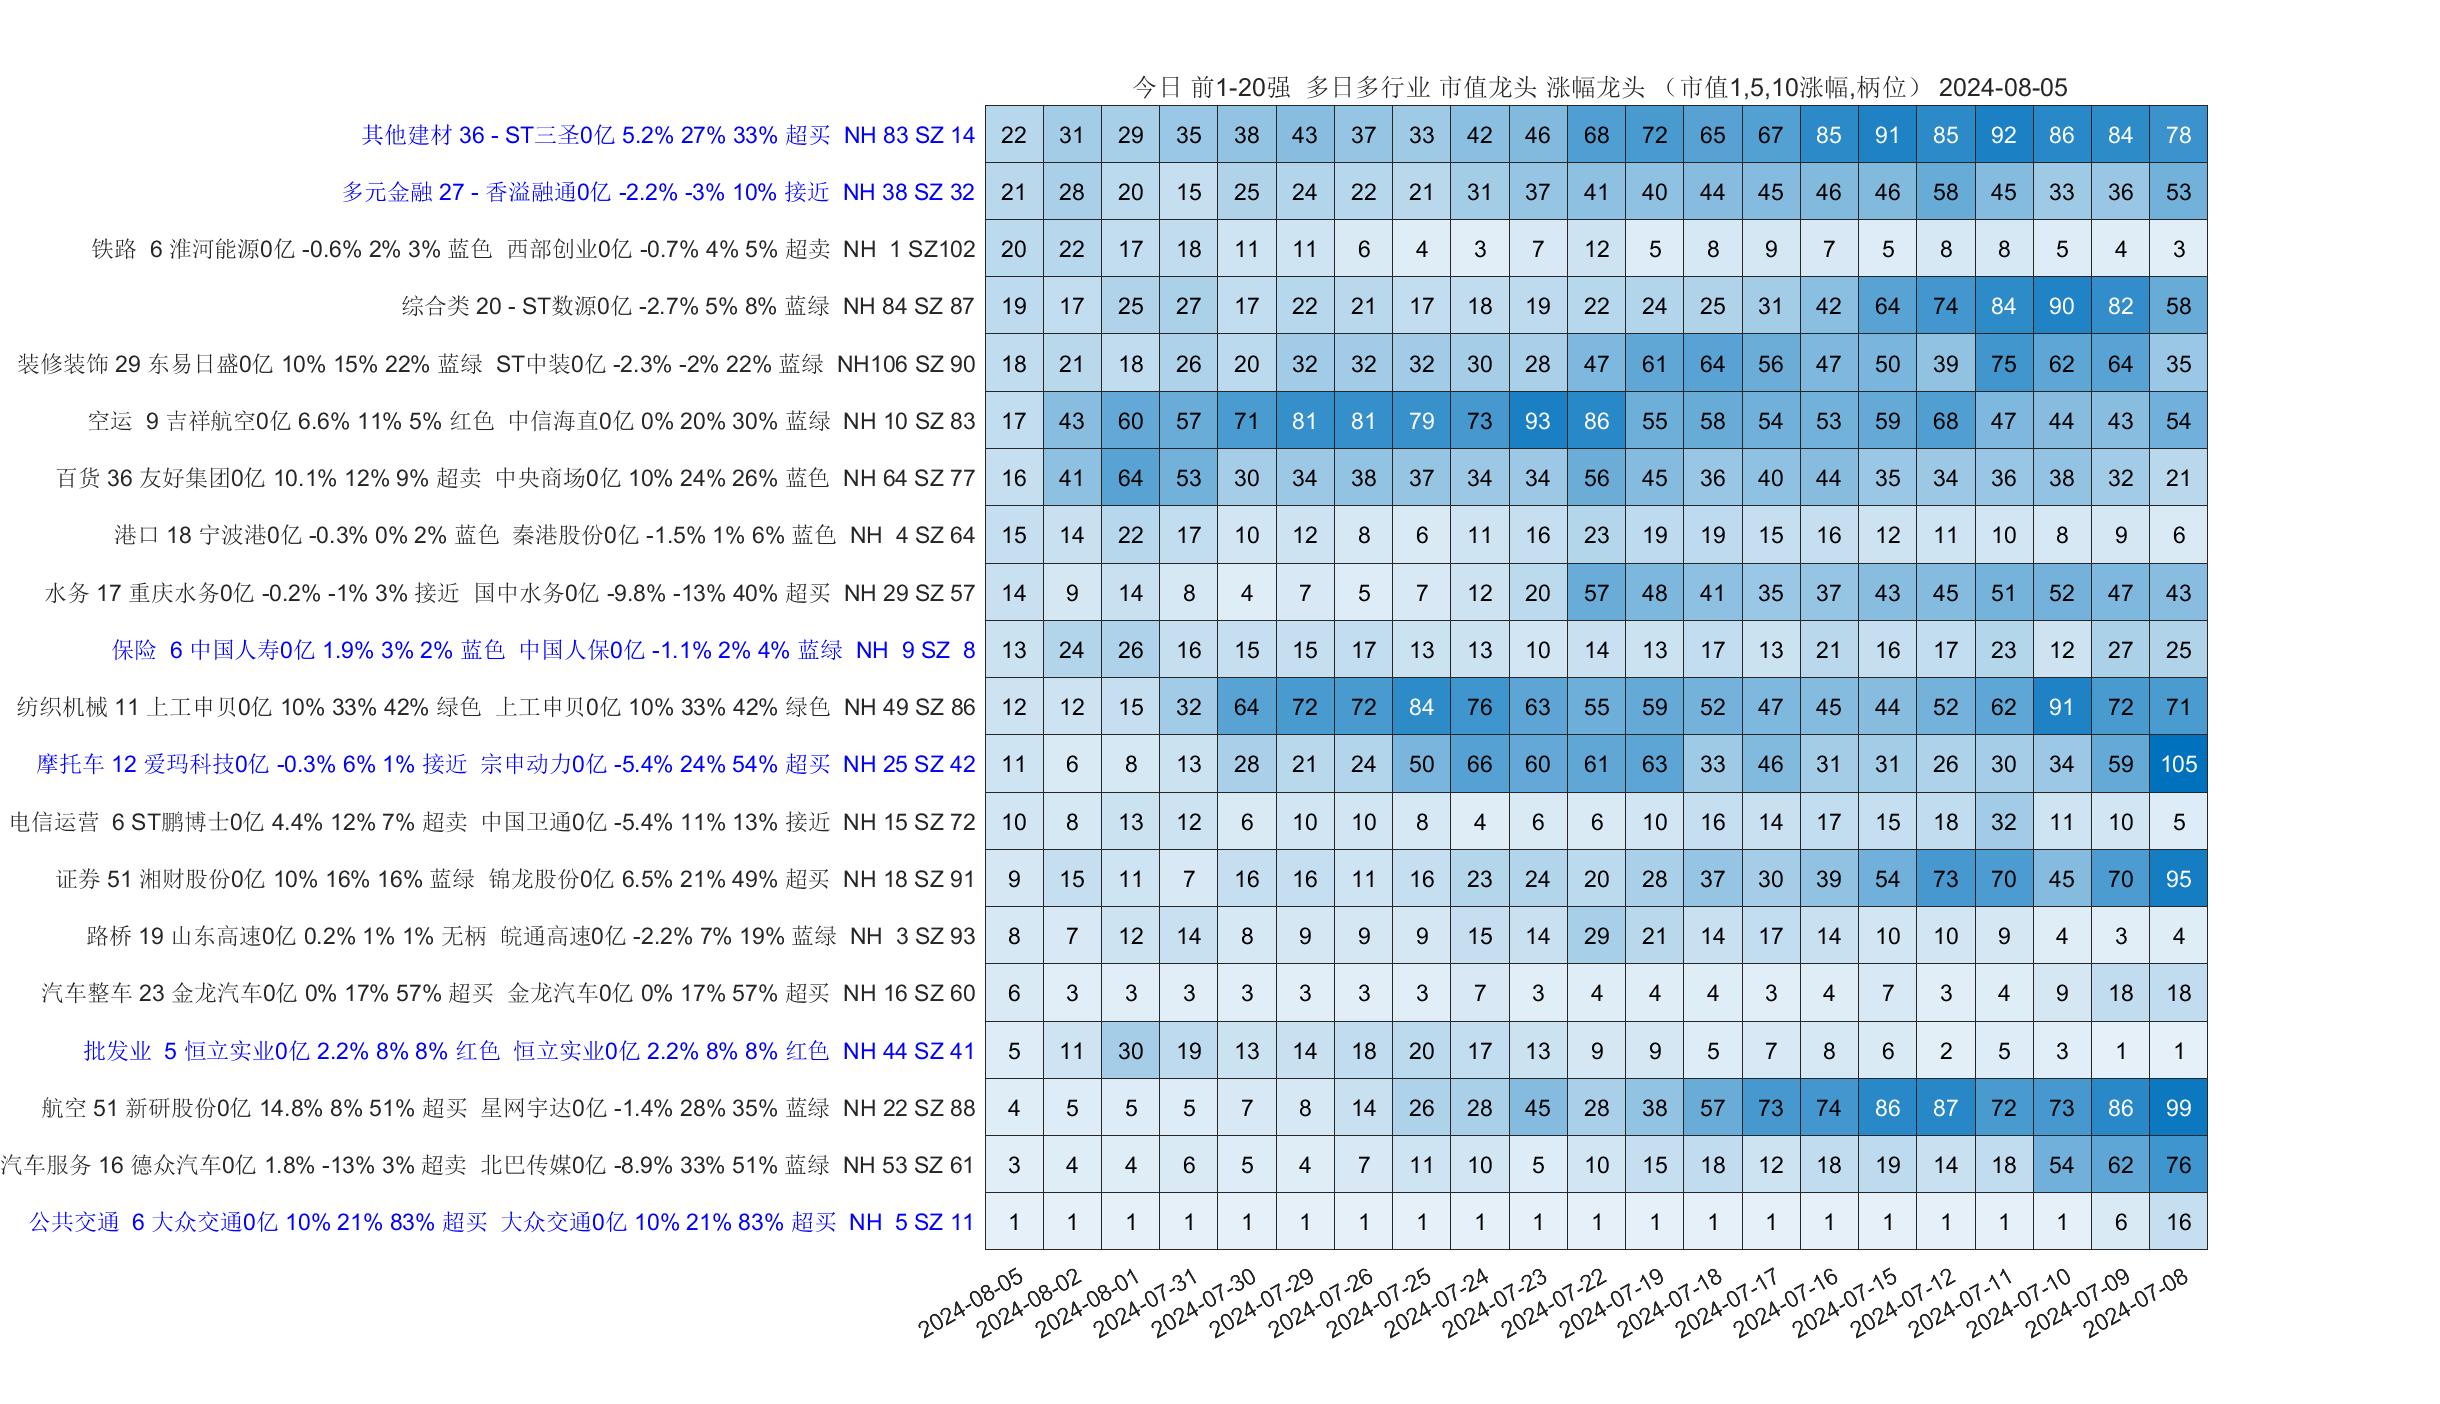 今日 前1-20强 多日多行业 市值龙头 涨幅龙头 （市值1,5,10涨幅,柄位） 2024-08-05
其他建材 36 - ST三圣0亿 5.2% 27% 33% 超买 NH 83 SZ 14 22 31 29 35 38 43 37 33 42 46 68 72 65 67 85 91 85 92 86 84 78
多元金融 27 - 香溢融通0亿 -2.2% -3% 10% 接近 NH 38 SZ 32 21 28 20 15 25 24 22 21 31 37 41 40 44 45 46 46 58 45 33 36 53
铁路 6 淮河能源0亿 -0.6% 2% 3% 蓝色 西部创业0亿 -0.7% 4% 5% 超卖 NH 1 SZ102 20 22 17 18 11 11 6 4 3 7 12 5 8 9 7 5 8 8 5 4 3
综合类 20 - ST数源0亿 -2.7% 5% 8% 蓝绿 NH 84 SZ 87 19 17 25 27 17 22 21 17 18 19 22 24 25 31 42 64 74 84 90 82 58
装修装饰 29 东易日盛0亿 10% 15% 22% 蓝绿 ST中装0亿 -2.3% -2% 22% 蓝绿 NH106 SZ 90 18 21 18 26 20 32 32 32 30 28 47 61 64 56 47 50 39 75 62 64 35
空运 9 吉祥航空0亿 6.6% 11% 5% 红色 中信海直0亿 0% 20% 30% 蓝绿 NH 10 SZ 83 17 43 60 57 71 81 81 79 73 93 86 55 58 54 53 59 68 47 44 43 54
百货 36 友好集团0亿 10.1% 12% 9% 超卖 中央商场0亿 10% 24% 26% 蓝色 NH 64 SZ 77 16 41 64 53 30 34 38 37 34 34 56 45 36 40 44 35 34 36 38 32 21
港口 18 宁波港0亿 -0.3% 0% 2% 蓝色 秦港股份0亿 -1.5% 1% 6% 蓝色 NH 4 SZ 64 15 14 22 17 10 12 8 6 11 16 23 19 19 15 16 12 11 10 8 9 6
水务 17 重庆水务0亿 -0.2% -1% 3% 接近 国中水务0亿 -9.8% -13% 40% 超买 NH 29 SZ 57 14 9 14 8 4 7 5 7 12 20 57 48 41 35 37 43 45 51 52 47 43
保险 6 中国人寿0亿 1.9% 3% 2% 蓝色 中国人保0亿 -1.1% 2% 4% 蓝绿 NH 9 SZ 8 13 24 26 16 15 15 17 13 13 10 14 13 17 13 21 16 17 23 12 27 25
纺织机械 11 上工申贝0亿 10% 33% 42% 绿色 上工申贝0亿 10% 33% 42% 绿色 NH 49 SZ 86 12 12 15 32 64 72 72 84 76 63 55 59 52 47 45 44 52 62 91 72 71
摩托车 12 爱玛科技0亿 -0.3% 6% 1% 接近 宗申动力0亿 -5.4% 24% 54% 超买 NH 25 SZ 42 11 6 8 13 28 21 24 50 66 60 61 63 33 46 31 31 26 30 34 59 105
电信运营 6 ST鹏博士0亿 4.4% 12% 7% 超卖 中国卫通0亿 -5.4% 11% 13% 接近 NH 15 SZ 72 10 8 13 12 6 10 10 8 4 6 6 10 16 14 17 15 18 32 11 10 5
证券 51 湘财股份0亿 10% 16% 16% 蓝绿 锦龙股份0亿 6.5% 21% 49% 超买 NH 18 SZ 91 9 15 11 7 16 16 11 16 23 24 20 28 37 30 39 54 73 70 45 70 95
路桥 19 山东高速0亿 0.2% 1% 1% 无柄 皖通高速0亿 -2.2% 7% 19% 蓝绿 NH 3 SZ 93 8 7 12 14 8 9 9 9 15 14 29 21 14 17 14 10 10 9 4 3 4
汽车整车 23 金龙汽车0亿 0% 17% 57% 超买 金龙汽车0亿 0% 17% 57% 超买 NH 16 SZ 60 6 3 3 3 3 3 3 3 7 3 4 4 4 3 4 7 3 4 9 18 18
批发业 5 恒立实业0亿 2.2% 8% 8% 红色 恒立实业0亿 2.2% 8% 8% 红色 NH 44 SZ 41 5 11 30 19 13 14 18 20 17 13 9 9 5 7 8 6 2 5 3 1 1
航空 51 新研股份0亿 14.8% 8% 51% 超买 星网宇达0亿 -1.4% 28% 35% 蓝绿 NH 22 SZ 88 4 5 5 5 7 8 14 26 28 45 28 38 57 73 74 86 87 72 73 86 99
汽车服务 16 德众汽车0亿 1.8% -13% 3% 超卖 北巴传媒0亿 -8.9% 33% 51% 蓝绿 NH 53 SZ 61 3 4 4 6 5 4 7 11 10 5 10 15 18 12 18 19 14 18 54 62 76
公共交通 6 大众交通0亿 10% 21% 83% 超买 大众交通0亿 10% 21% 83% 超买 NH 5 SZ 11 1 1 1 1 1 1 1 1 1 1 1 1 1 1 1 1 1 1 1 6 16
2024-08-05 2024-08-02 2024-08-01 2024-07-31 2024-07-30 2024-07-29 2024-07-26 2024-07-25 2024-07-24 2024-07-23 2024-07-22 2024-07-19 2024-07-18 2024-07-17 2024-07-16 2024-07-15 2024-07-12 2024-07-11 2024-07-10 2024-07-09 2024-07-08